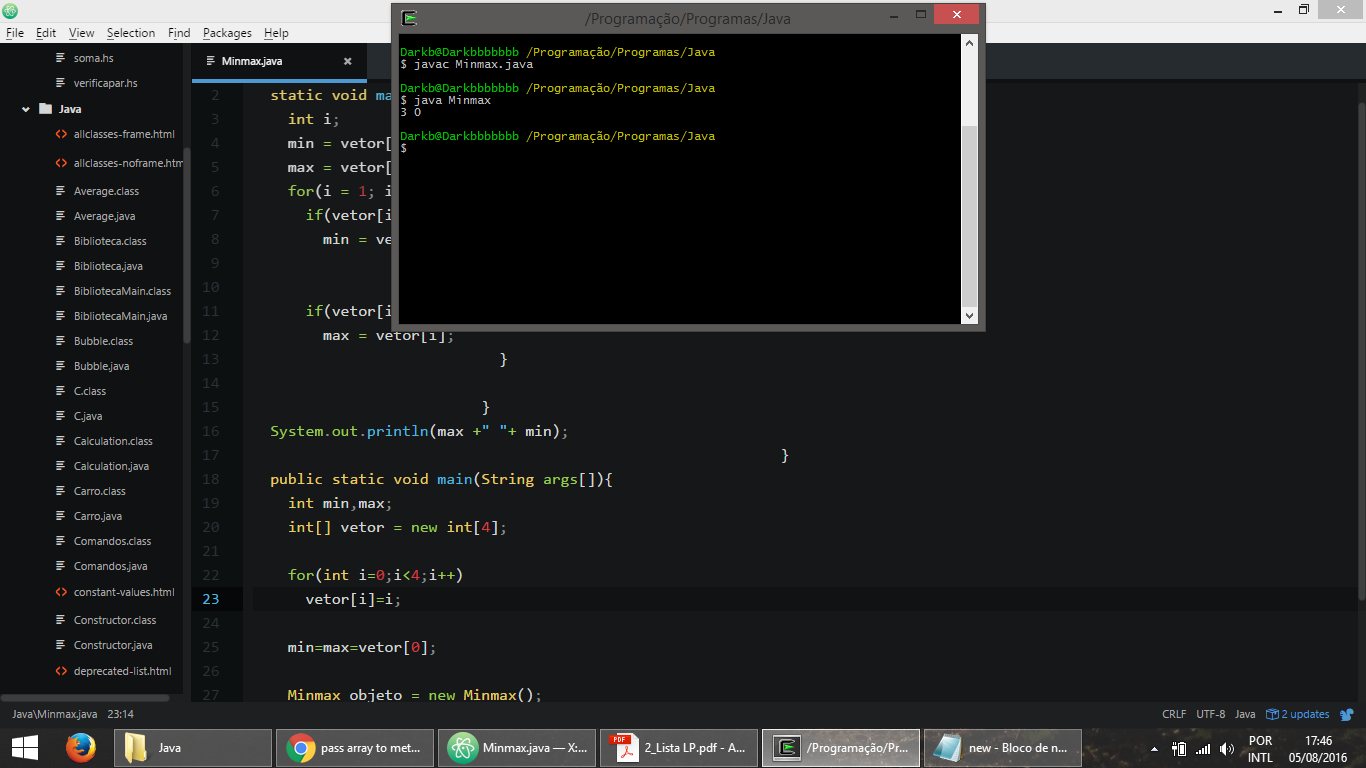 /Programação/Programas/Java
File Edit View Selection Find Packages Help
Darkb@Darkbbbbbbb /Programação/Programas/Java
$ javac Minmax.java
Darkb@Darkbbbbbbb /Programação/Programas/Java
$ java Minmax
3 0
Darkb@Darkbbbbbbb /Programação/Programas/Java
$
soma.hs
verificapar.hs
Java
allclasses-frame.html
allclasses-noframe.htm
Average.class
Average.java
Biblioteca.class
Biblioteca.java
BibliotecaMain.class
BibliotecaMain.java
Bubble.class
Bubble.java
C.class
C.java
Calculation.class
Calculation.java
Carro.class
Carro.java
Comandos.class
Comandos.java
constant-values.html
Constructor.class
Constructor.java
deprecated-list.html
Minmax.java
2 static void ma
3 int i;
4 min = vetor[
5 max = vetor[
6 for(i = 1; i
7 if(vetor[i
8 min = ve
9
10
11 if(vetor[i
12 max = vetor[i];
13 }
14
15 }
16 System.out.println(max +" "+ min);
17 }
18 public static void main(String args[]){
19 int min,max;
20 int[] vetor = new int[4];
21
22 for(int i=0;i<4;i++)
23 vetor[i]=i;
24
25 min=max=vetor[0];
26
27 Minmax objeto = new Minmax();
Java\Minmax.java 23:14
CRLF UTF-8 Java 2 updates
Java
pass array to met...
Minmax.java — X:...
2_Lista LP.pdf - A...
/Programação/Pr...
new - Bloco de n...
POR
INTL
17:46
05/08/2016